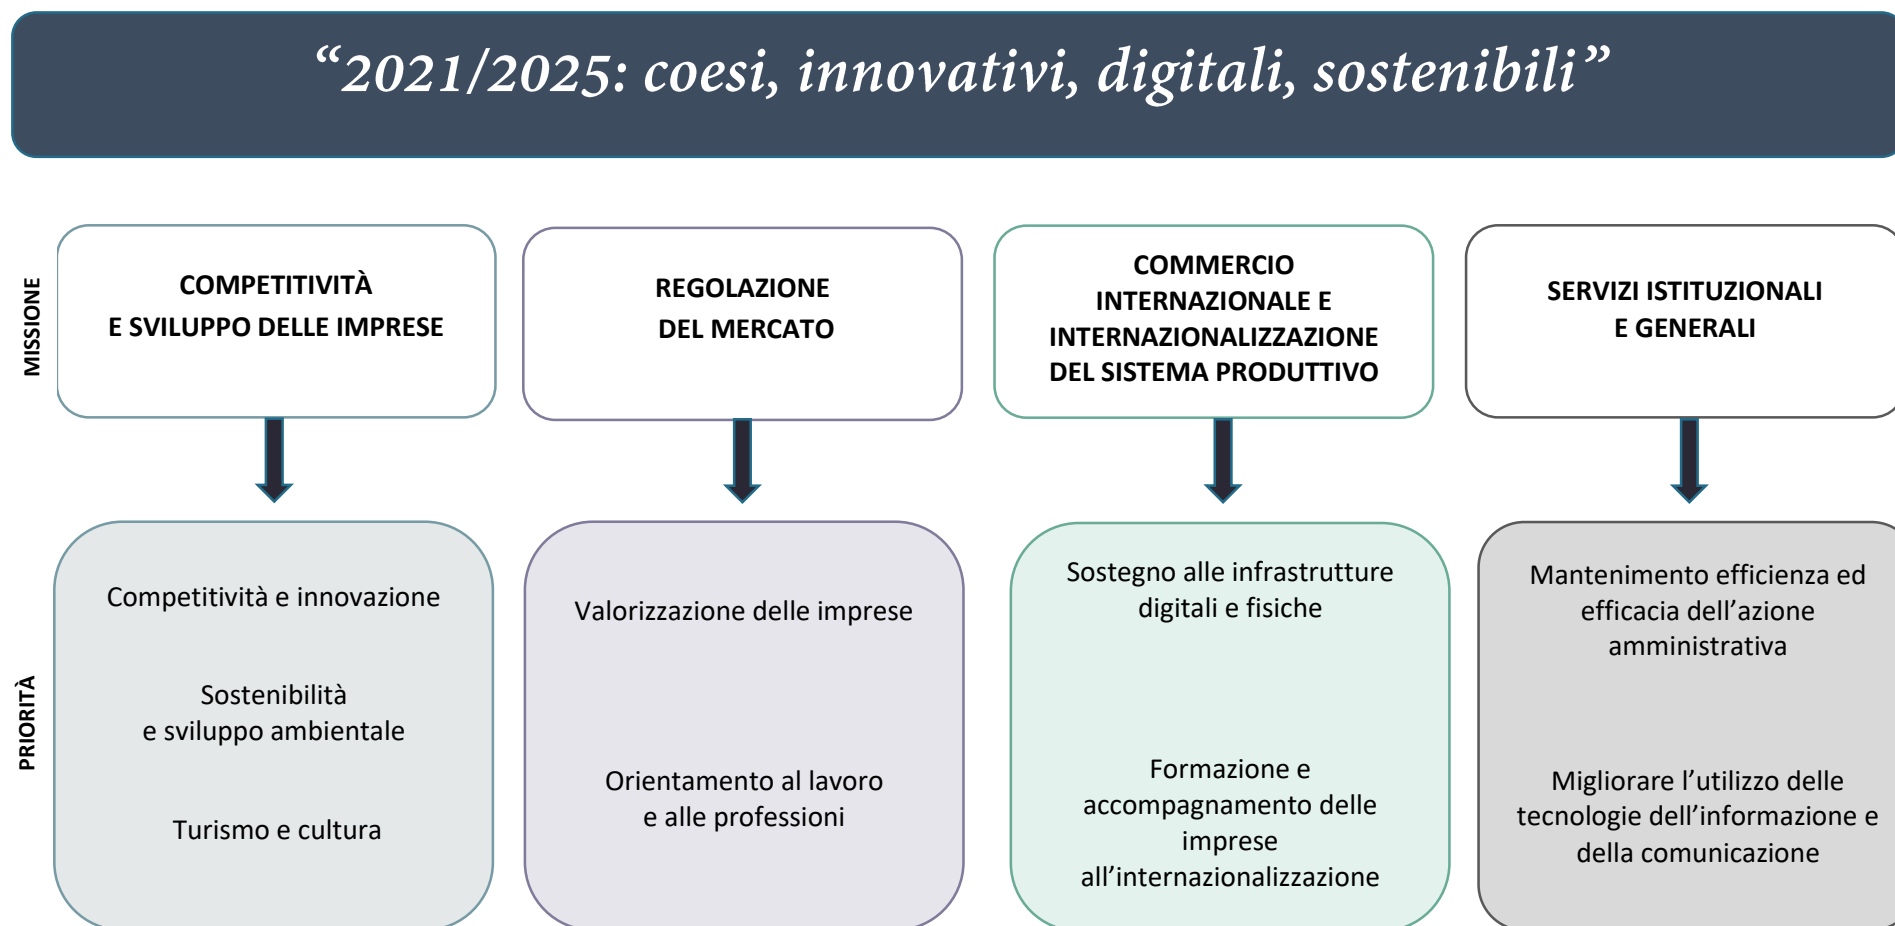 “2021/2025: coesi, innovativi, digitali, sostenibili”
MISSIONE
COMPETITIVITÀ
E SVILUPPO DELLE IMPRESE
REGOLAZIONE
DEL MERCATO
COMMERCIO
INTERNAZIONALE E
INTERNAZIONALIZZAZIONE
DEL SISTEMA PRODUTTIVO
SERVIZI ISTITUZIONALI
E GENERALI
PRIORITÀ
Competitività e innovazione
Sostenibilità
e sviluppo ambientale
Turismo e cultura
Valorizzazione delle imprese
Orientamento al lavoro
e alle professioni
Sostegno alle infrastrutture
digitali e fisiche
Formazione e
accompagnamento delle
imprese
all’internazionalizzazione
Mantenimento efficienza ed
efficacia dell’azione
amministrativa
Migliorare l’utilizzo delle
tecnologie dell’informazione e
della comunicazione